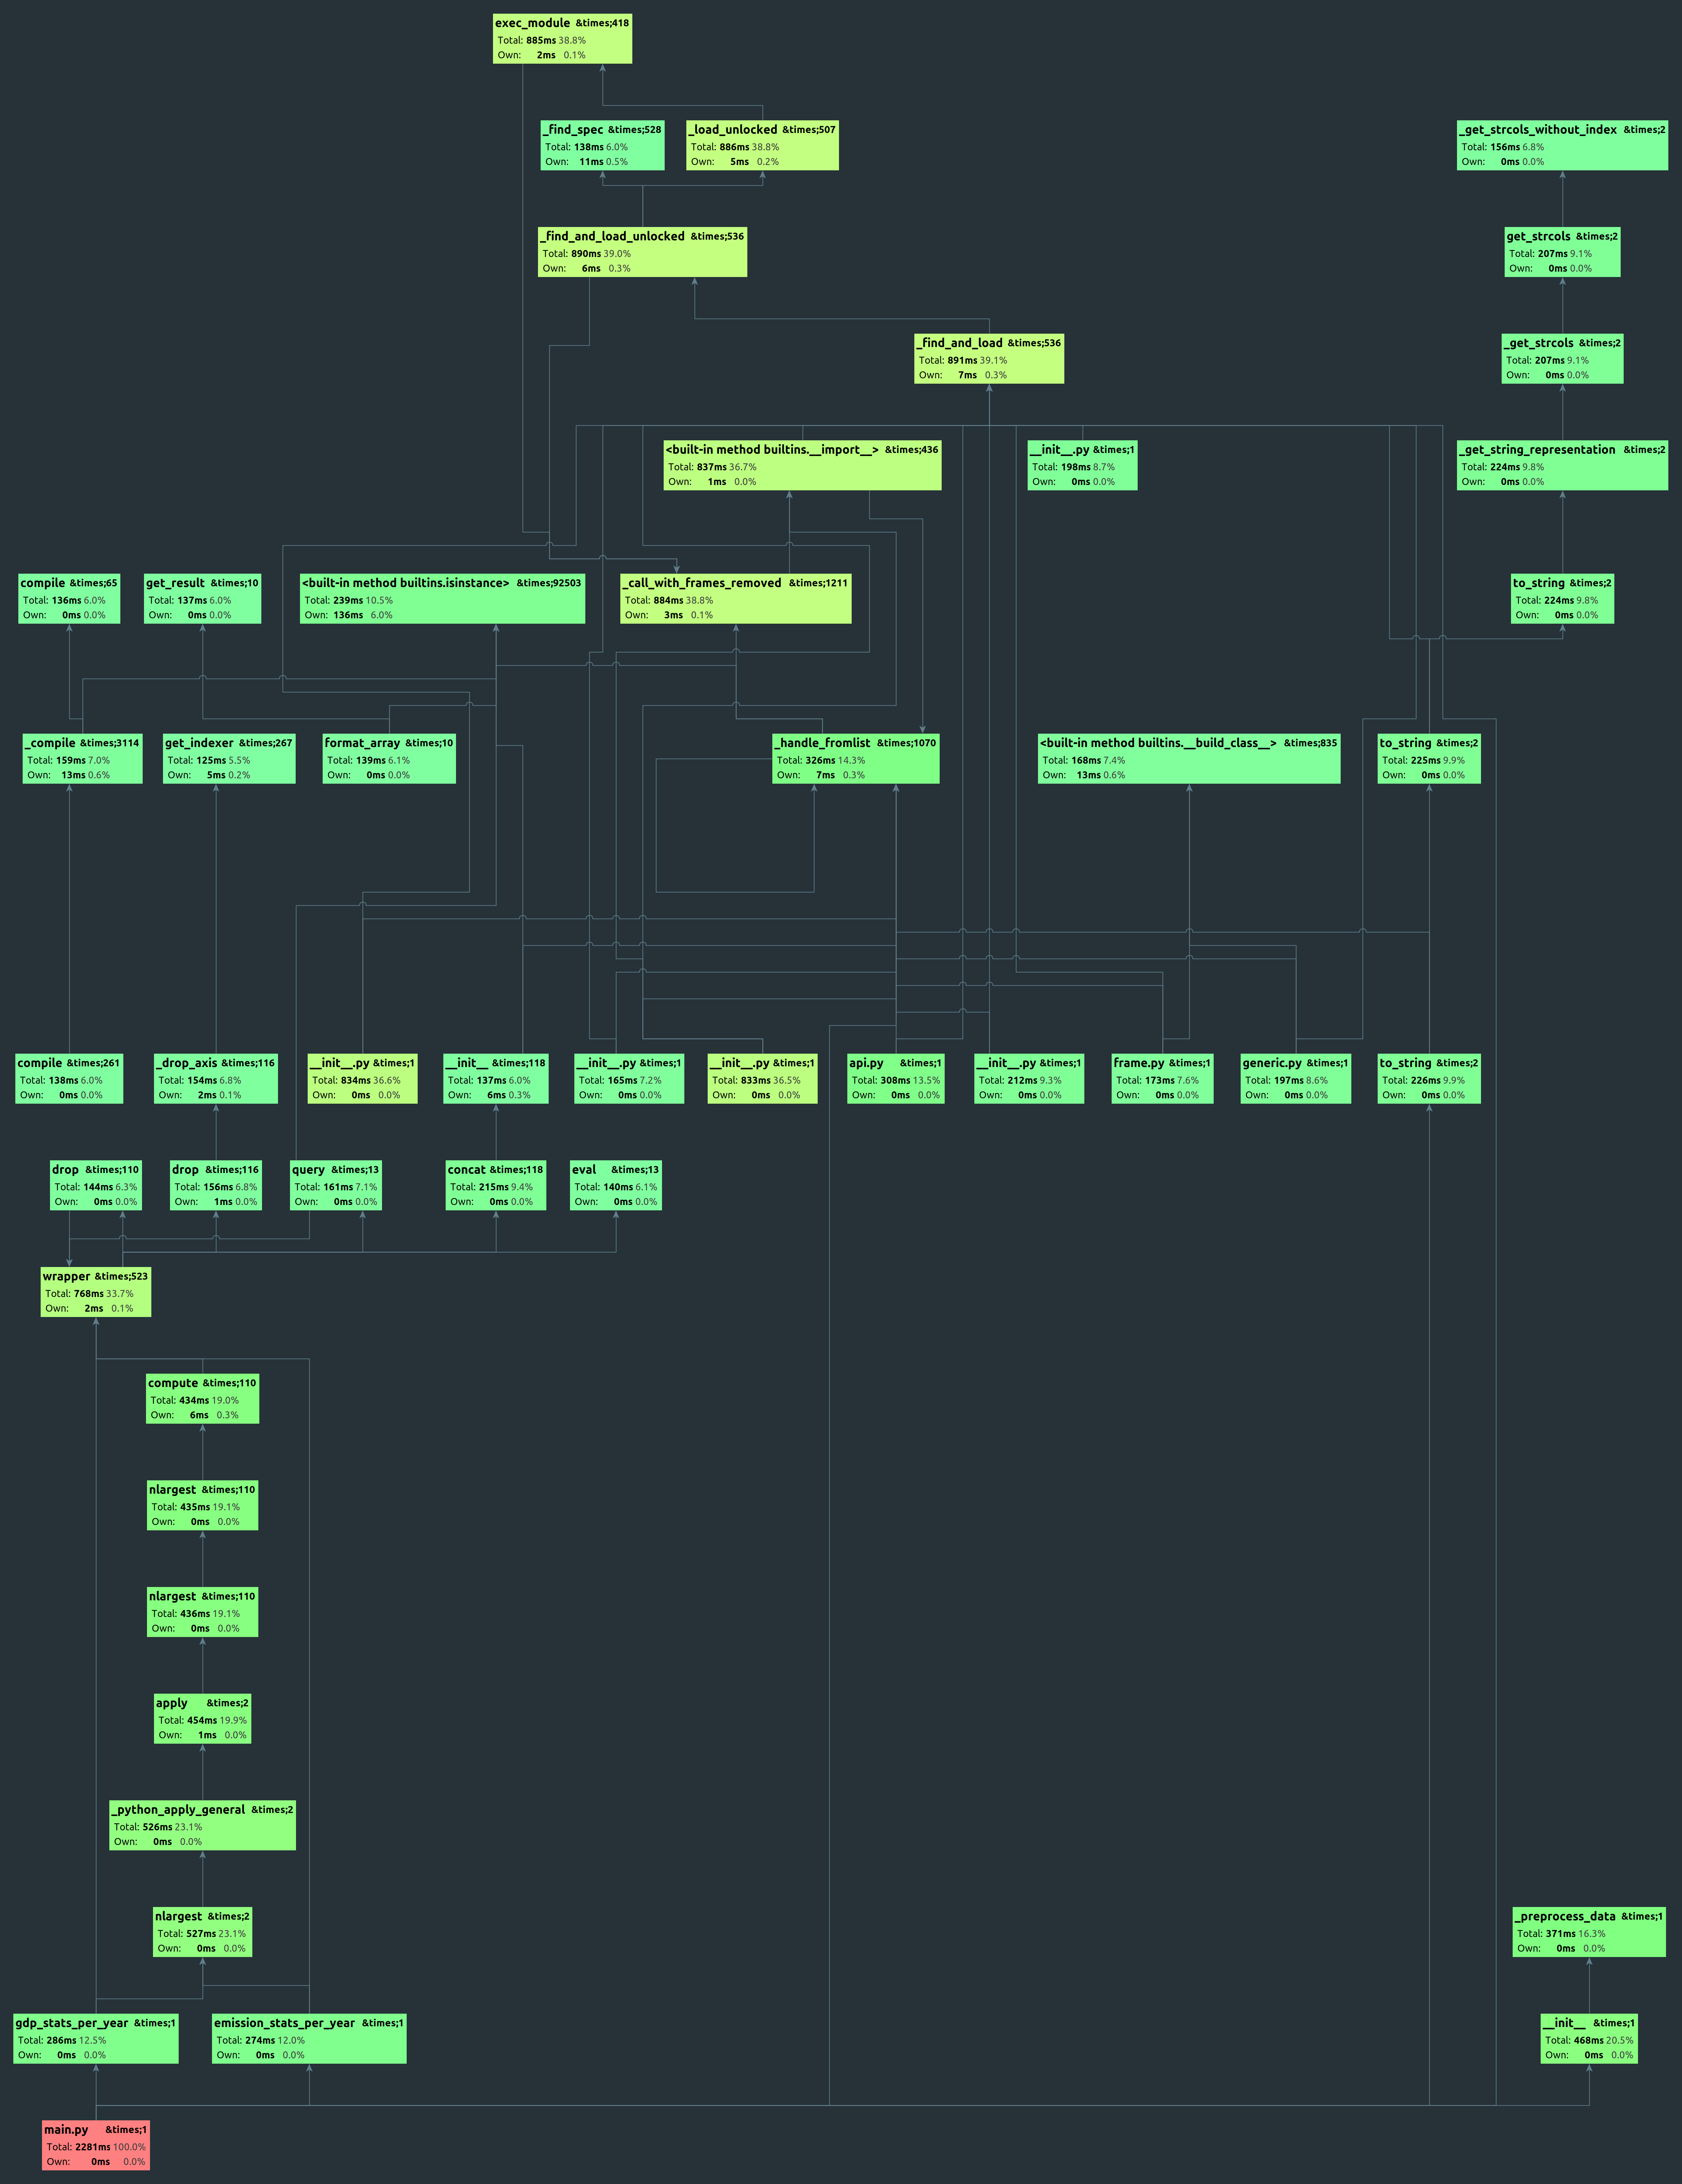 exec_module &times;418
Total: 885ms 38.8%
Own: 2ms 0.1%
_find_spec &times;528
Total: 138ms 6.0%
Own: 11ms 0.5%
_load_unlocked &times;507
Total: 886ms 38.8%
Own: 5ms 0.2%
_get_strcols_without_index &times;2
Total: 156ms 6.8%
Own: 0ms 0.0%
_find_and_load_unlocked &times;536
Total: 890ms 39.0%
Own: 6ms 0.3%
get_strcols &times;2
Total: 207ms 9.1%
Own: 0ms 0.0%
_find_and_load &times;536
Total: 891ms 39.1%
Own: 7ms 0.3%
_get_strcols &times;2
Total: 207ms 9.1%
Own: 0ms 0.0%
<built-in method builtins.__import__> &times;436
Total: 837ms 36.7%
Own: 1ms 0.0%
__init__.py &times;1
Total: 198ms 8.7%
Own: 0ms 0.0%
_get_string_representation &times;2
Total: 224ms 9.8%
Own: 0ms 0.0%
compile &times;65
Total: 136ms 6.0%
Own: 0ms 0.0%
get_result &times;10
Total: 137ms 6.0%
Own: 0ms 0.0%
<built-in method builtins.isinstance> &times;92503
Total: 239ms 10.5%
Own: 136ms 6.0%
_call_with_frames_removed &times;1211
Total: 884ms 38.8%
Own: 3ms 0.1%
to_string &times;2
Total: 224ms 9.8%
Own: 0ms 0.0%
_compile &times;3114
Total: 159ms 7.0%
Own: 13ms 0.6%
get_indexer &times;267
Total: 125ms 5.5%
Own: 5ms 0.2%
format_array &times;10
Total: 139ms 6.1%
Own: 0ms 0.0%
_handle_fromlist &times;1070
Total: 326ms 14.3%
Own: 7ms 0.3%
<built-in method builtins.__build_class__> &times;835
Total: 168ms 7.4%
Own: 13ms 0.6%
to_string &times;2
Total: 225ms 9.9%
Own: 0ms 0.0%
compile &times;261
Total: 138ms 6.0%
Own: 0ms 0.0%
_drop_axis &times;116
Total: 154ms 6.8%
Own: 2ms 0.1%
__init__.py &times;1
Total: 834ms 36.6%
Own: 0ms 0.0%
__init__ &times;118
Total: 137ms 6.0%
Own: 6ms 0.3%
__init__.py &times;1
Total: 165ms 7.2%
Own: 0ms 0.0%
__init__.py &times;1
Total: 833ms 36.5%
Own: 0ms 0.0%
api.py &times;1
Total: 308ms 13.5%
Own: 0ms 0.0%
__init__.py &times;1
Total: 212ms 9.3%
Own: 0ms 0.0%
frame.py &times;1
Total: 173ms 7.6%
Own: 0ms 0.0%
generic.py &times;1
Total: 197ms 8.6%
Own: 0ms 0.0%
to_string &times;2
Total: 226ms 9.9%
Own: 0ms 0.0%
drop &times;110
Total: 144ms 6.3%
Own: 0ms 0.0%
drop &times;116
Total: 156ms 6.8%
Own: 1ms 0.0%
query &times;13
Total: 161ms 7.1%
Own: 0ms 0.0%
concat &times;118
Total: 215ms 9.4%
Own: 0ms 0.0%
eval &times;13
Total: 140ms 6.1%
Own: 0ms 0.0%
wrapper &times;523
Total: 768ms 33.7%
Own: 2ms 0.1%
compute &times;110
Total: 434ms 19.0%
Own: 6ms 0.3%
nlargest &times;110
Total: 435ms 19.1%
Own: 0ms 0.0%
nlargest &times;110
Total: 436ms 19.1%
Own: 0ms 0.0%
apply &times;2
Total: 454ms 19.9%
Own: 1ms 0.0%
_python_apply_general &times;2
Total: 526ms 23.1%
Own: 0ms 0.0%
nlargest &times;2
Total: 527ms 23.1%
Own: 0ms 0.0%
_preprocess_data &times;1
Total: 371ms 16.3%
Own: 0ms 0.0%
gdp_stats_per_year &times;1
Total: 286ms 12.5%
Own: 0ms 0.0%
emission_stats_per_year &times;1
Total: 274ms 12.0%
Own: 0ms 0.0%
__init__ &times;1
Total: 468ms 20.5%
Own: 0ms 0.0%
main.py &times;1
Total: 2281ms 100.0%
Own: 0ms 0.0%